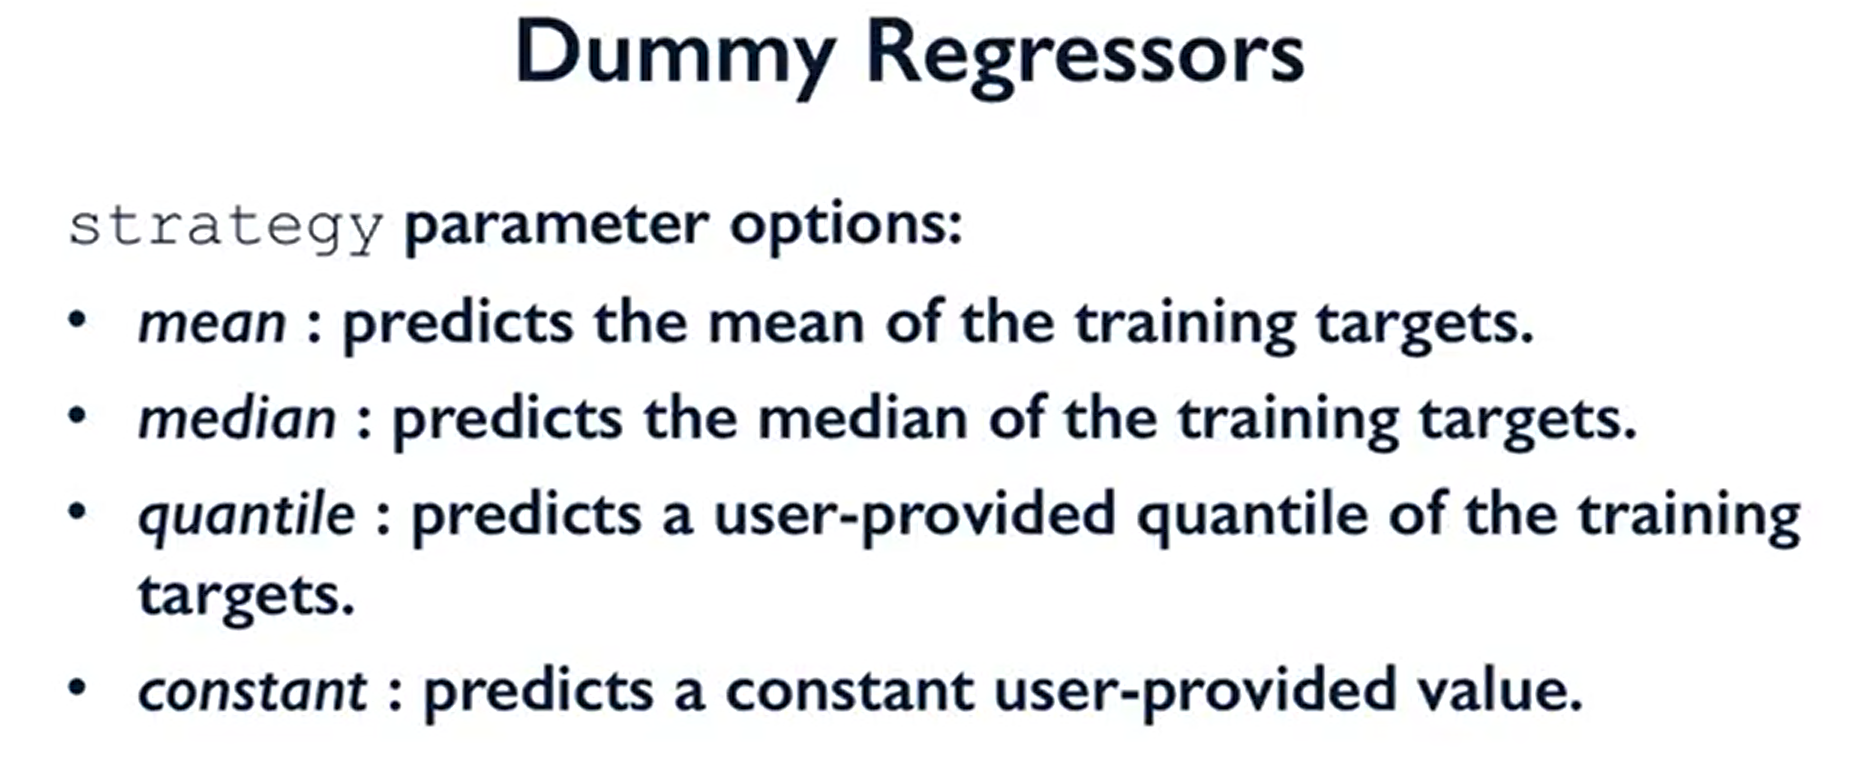 Dummy Regressors
strategy parameter options:
• mean : predicts the mean of the training targets.
• median : predicts the median of the training targets.
• quantile : predicts a user-provided quantile of the training
targets.
• constant : predicts a constant user-provided value.